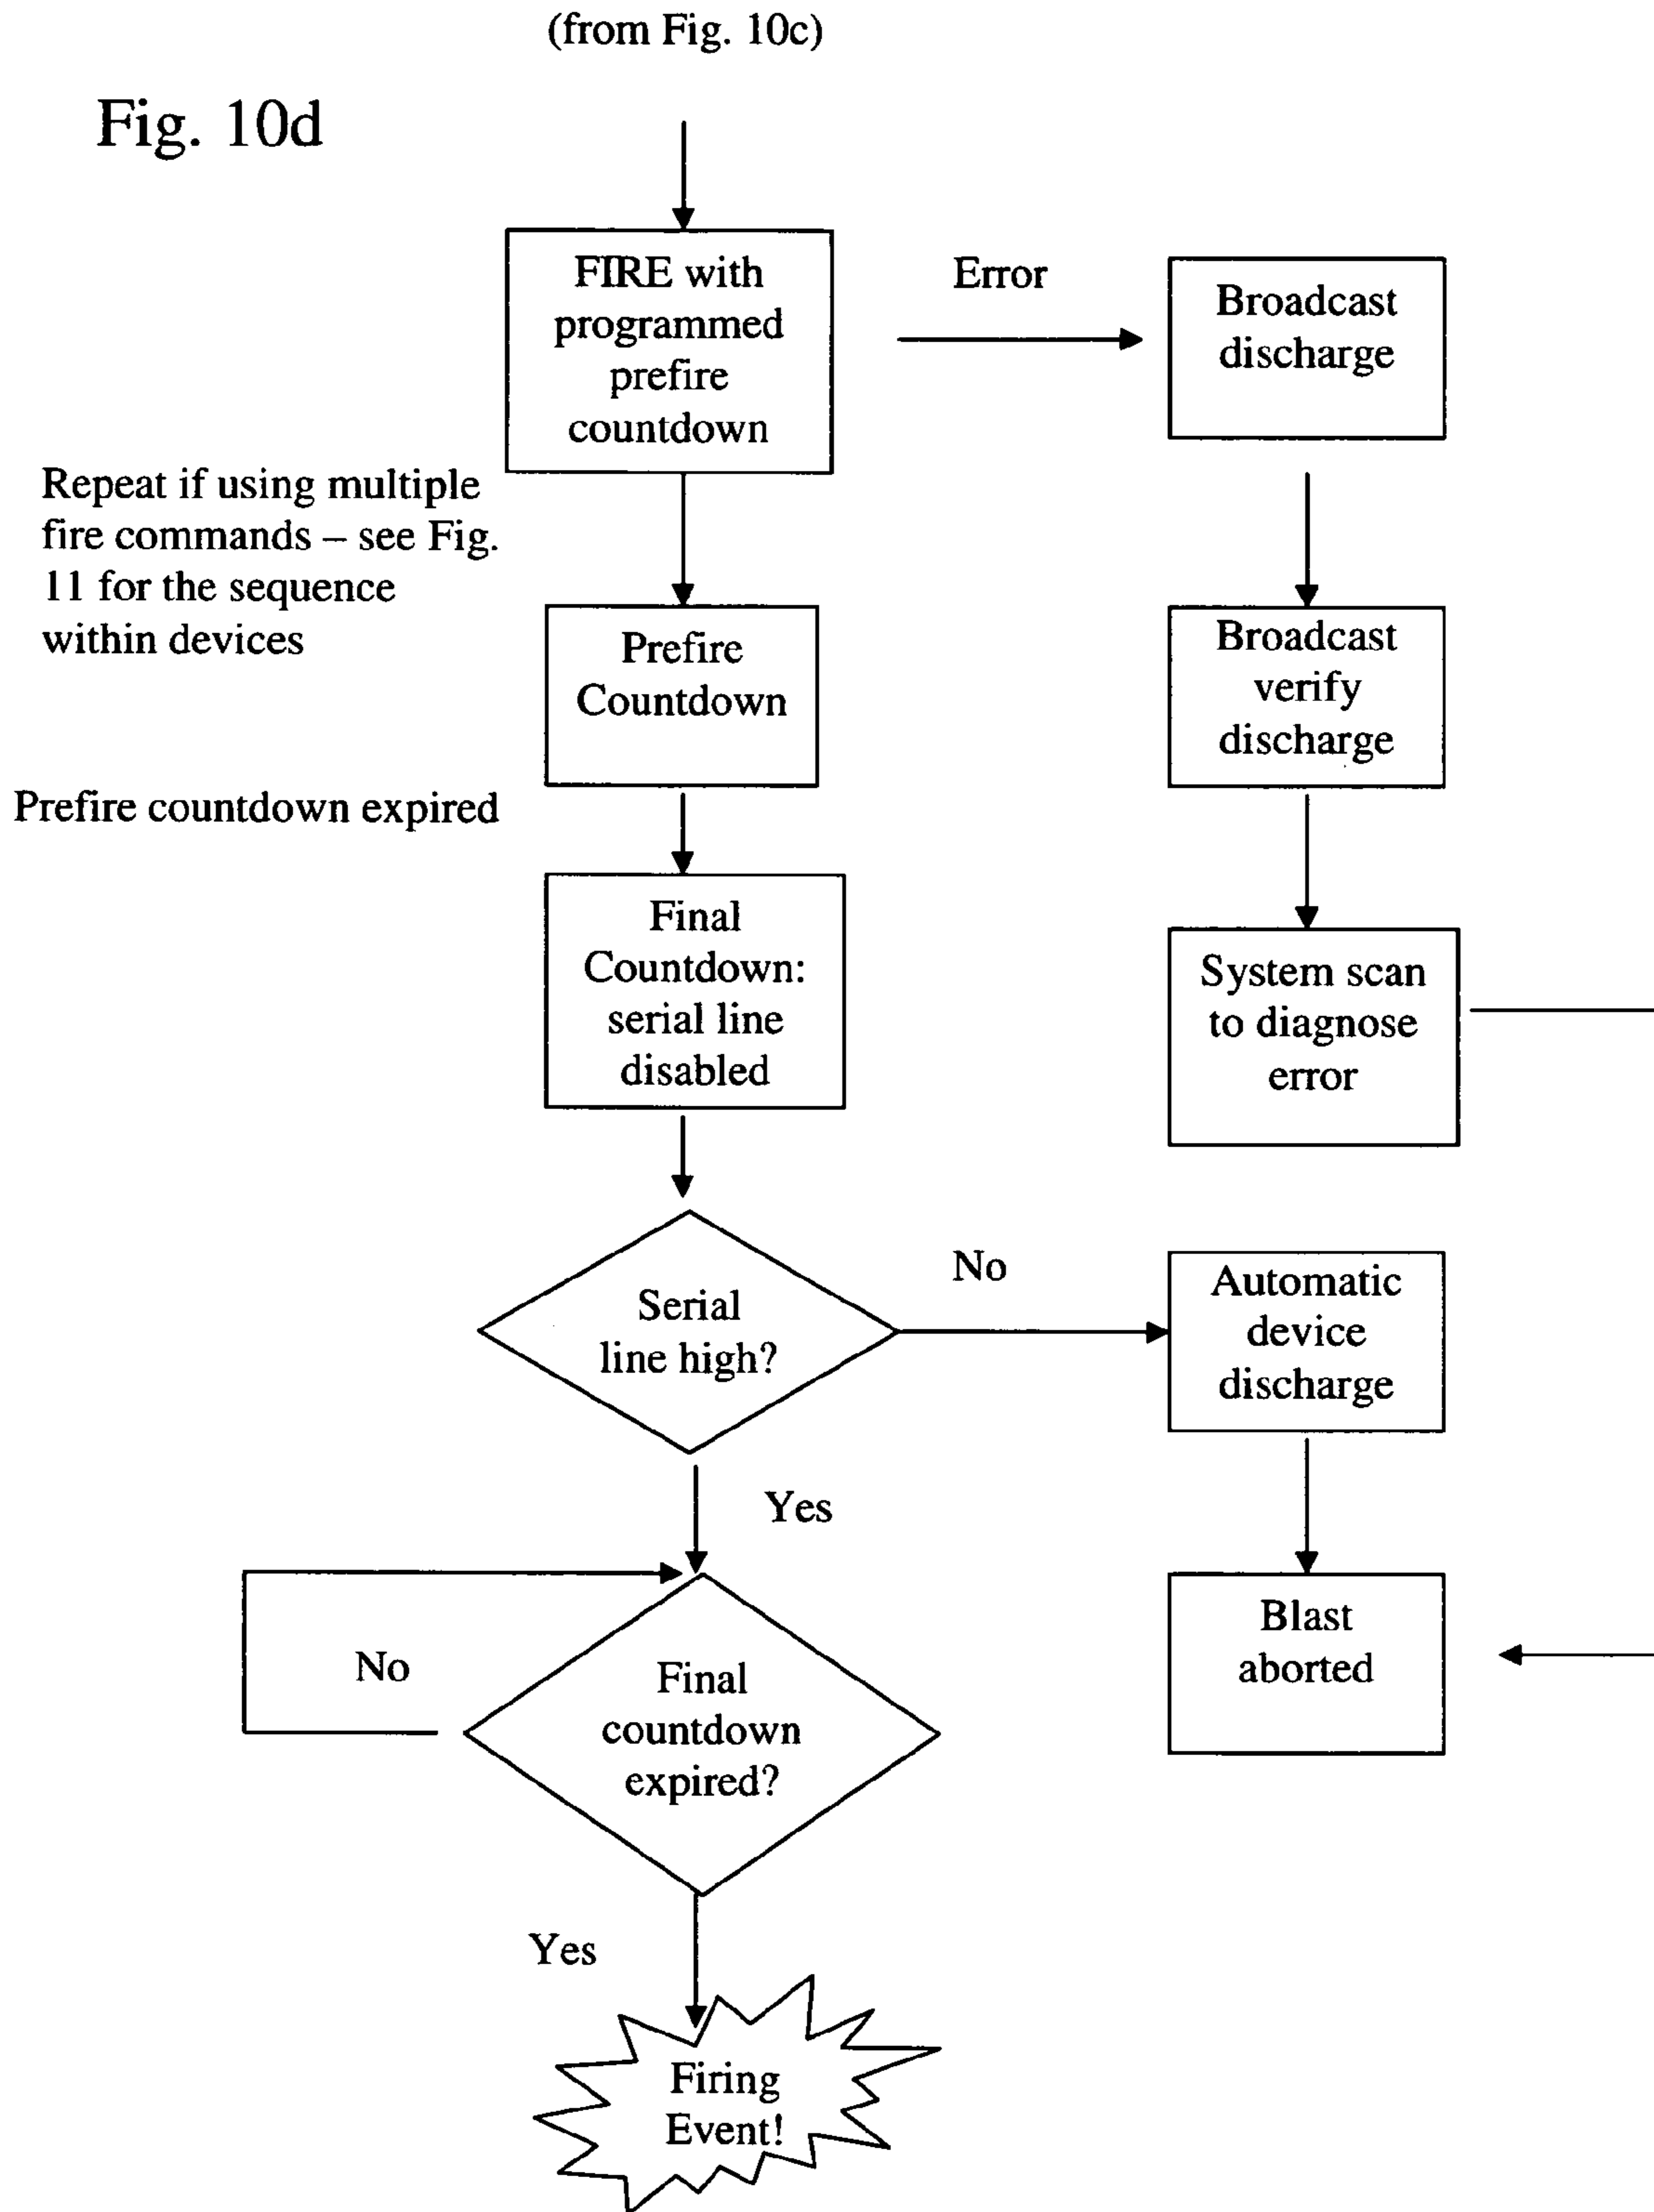 (from Fig. 10c)
Fig. 10d
FIRE with
programmed
prefire
countdown
Error
Broadcast
discharge
Repeat if using multiple
fire commands – see Fig.
11 for the sequence
within devices
Prefire
Countdown
Broadcast
verify
discharge
Prefire countdown expired
Final
Countdown:
serial line
disabled
System scan
to diagnose
error
Serial
line high?
No
Automatic
device
discharge
Yes
No
Final
countdown
expired?
Blast
aborted
Yes
Firing
Event!